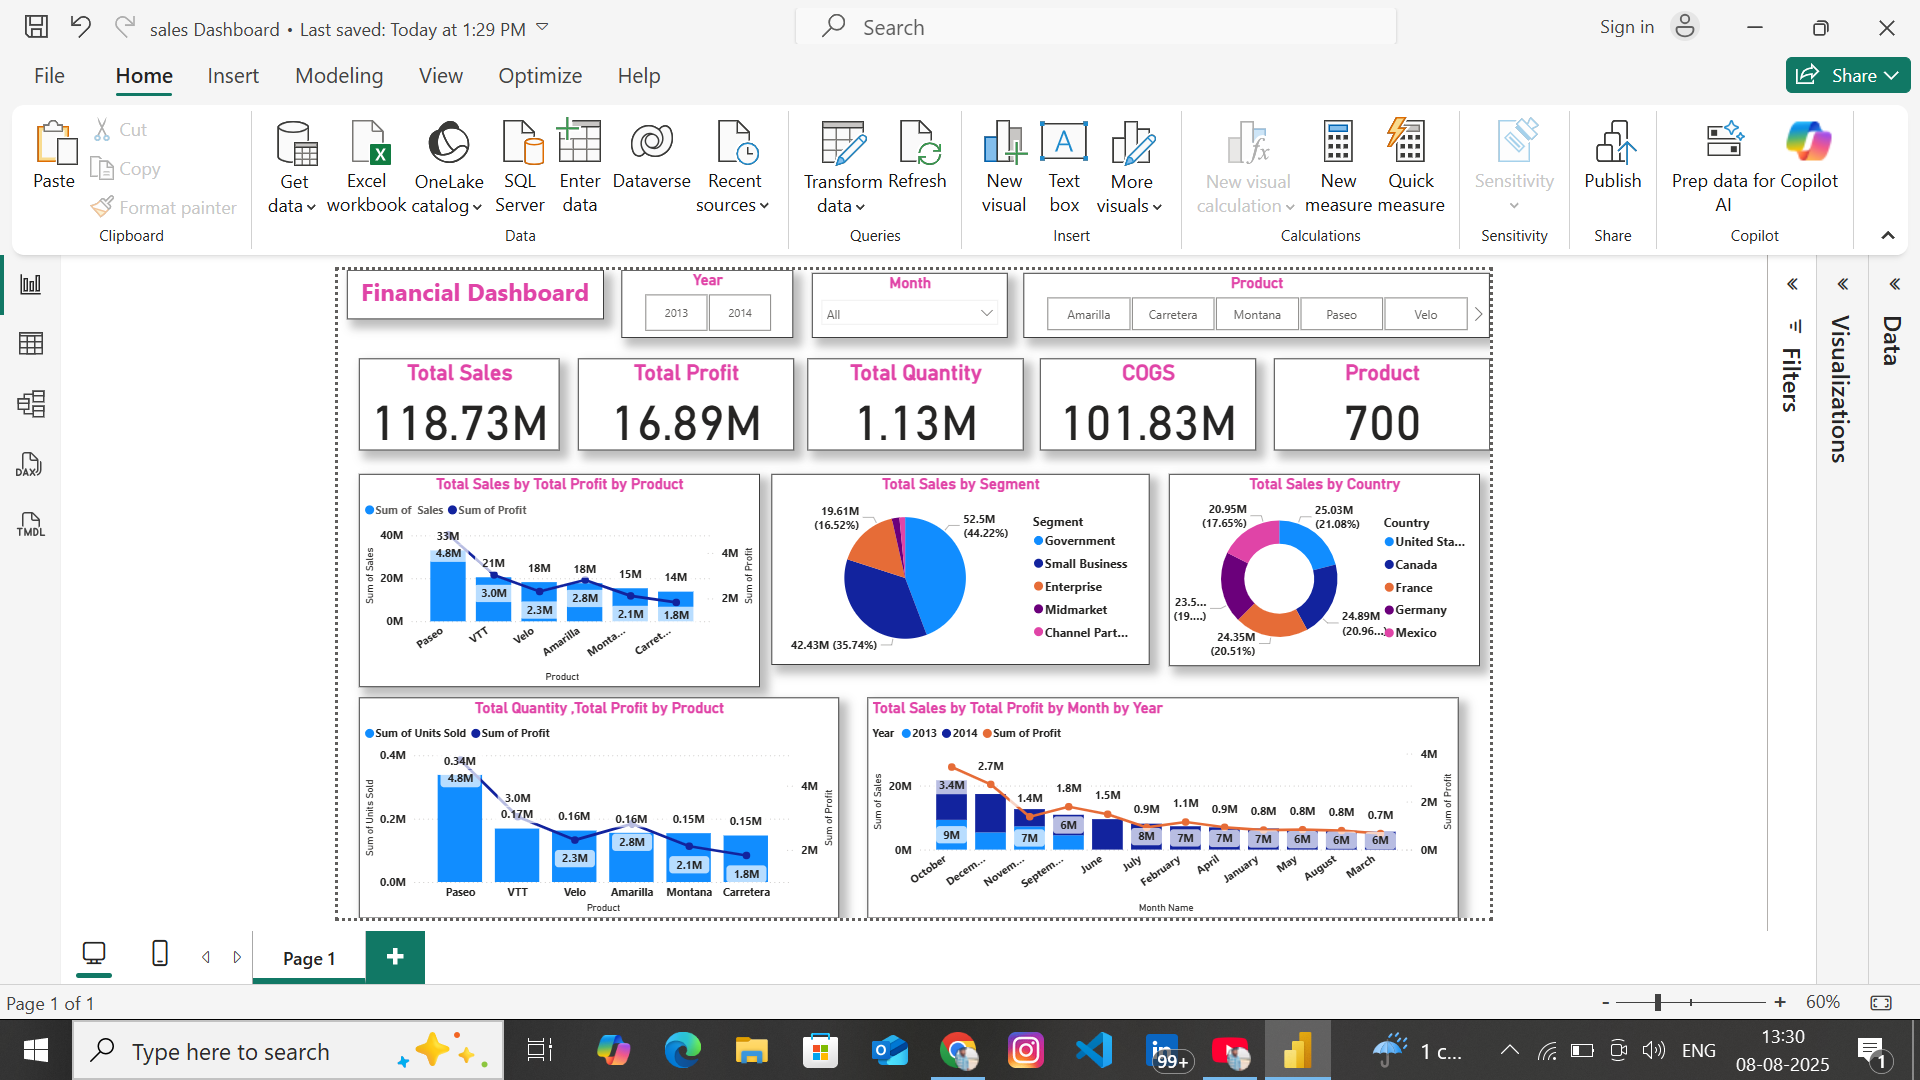 sales Dashboard • Last saved: Today at 1:29 PM
Search
Sign in
File Home Insert Modeling View Optimize Help
Share
Paste
Cut
Copy
Format painter
Clipboard
Get data
Excel workbook
OneLake catalog
SQL Server
Enter data
Dataverse
Recent sources
Data
Transform data
Refresh
Queries
New visual
Text box
More visuals
Insert
New visual calculation
New measure
Quick measure
Calculations
Sensitivity
Sensitivity
Publish
Share
Prep data for AI
Copilot
Copilot
DAX
TMDL
Financial Dashboard
Year
2013 2014
Month
All
Product
Amarilla Carretera Montana Paseo Velo
Total Sales
118.73M
Total Profit
16.89M
Total Quantity
1.13M
COGS
101.83M
Product
700
Total Sales by Total Profit by Product
Sum of Sales Sum of Profit
Sum of Sales
40M
20M
0M
33M 21M 18M 18M 15M 14M
4.8M 3.0M 2.3M 2.8M 2.1M 1.8M
4M
2M
Sum of Profit
Paseo VTT Velo Amarilla Monta... Carret...
Product
Total Sales by Segment
19.61M (16.52%)
52.5M (44.22%)
42.43M (35.74%)
Segment
Government
Small Business
Enterprise
Midmarket
Channel Part...
Total Sales by Country
20.95M (17.65%)
25.03M (21.08%)
23.5... (19....)
24.89M (20.96...)
24.35M (20.51%)
Country
United Sta...
Canada
France
Germany
Mexico
Total Quantity ,Total Profit by Product
Sum of Units Sold Sum of Profit
Sum of Units Sold
0.4M
0.2M
0.0M
0.34M 0.17M 0.16M 0.16M 0.15M 0.15M
4.8M 3.0M 2.3M 2.8M 2.1M 1.8M
4M
2M
Sum of Profit
Paseo VTT Velo Amarilla Montana Carretera
Product
Total Sales by Total Profit by Month by Year
Year 2013 2014 Sum of Profit
Sum of Sales
20M
0M
3.4M 2.7M 1.4M 1.8M 1.5M 0.9M 1.1M 0.9M 0.8M 0.8M 0.8M 0.7M
9M 7M 6M 8M 7M 7M 7M 6M 6M 6M
4M
2M
0M
Sum of Profit
October Decem... Novem... Septem... June July February April January May August March
Month Name
Filters
Visualizations
Data
Page 1
Page 1 of 1
- + 60%
Type here to search
99+
1 c...
ENG
13:30
08-08-2025
1